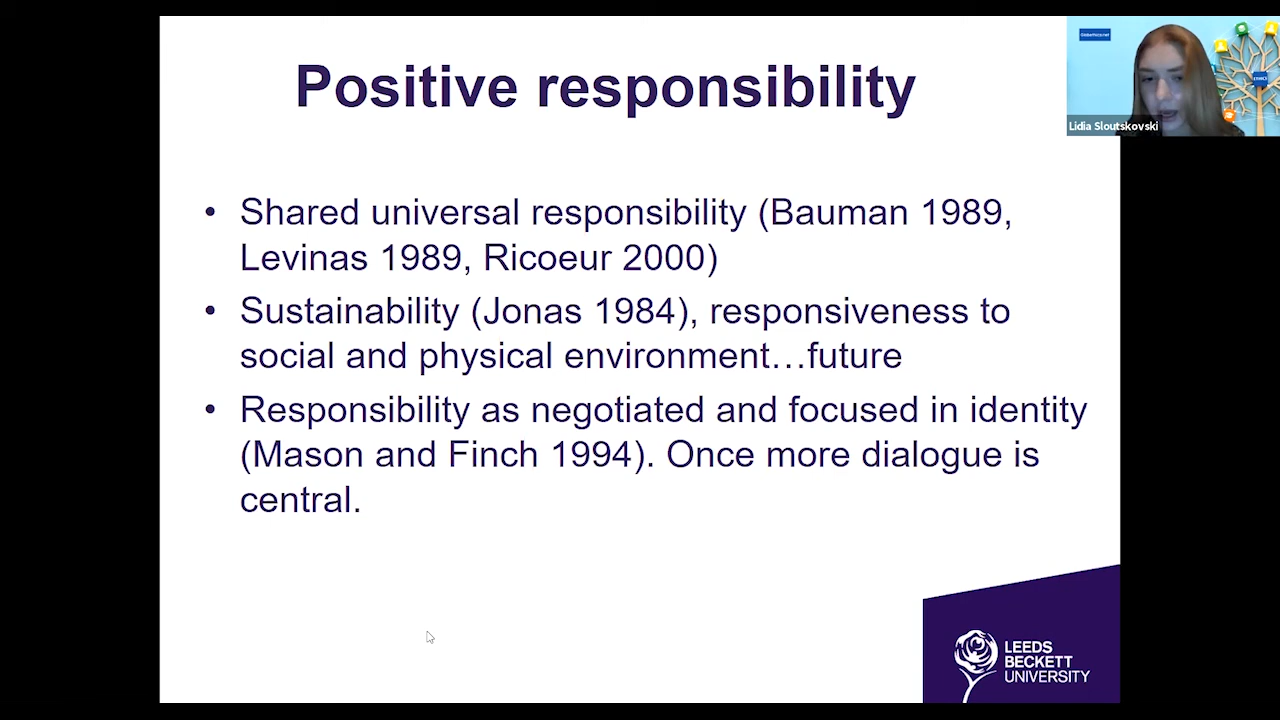 Positive responsibility
Lidia Sloutskovski
• Shared universal responsibility (Bauman 1989,
Levinas 1989, Ricoeur 2000)
• Sustainability (Jonas 1984), responsiveness to
social and physical environment…future
• Responsibility as negotiated and focused in identity
(Mason and Finch 1994). Once more dialogue is
central.
LEEDS
BECKETT
UNIVERSITY